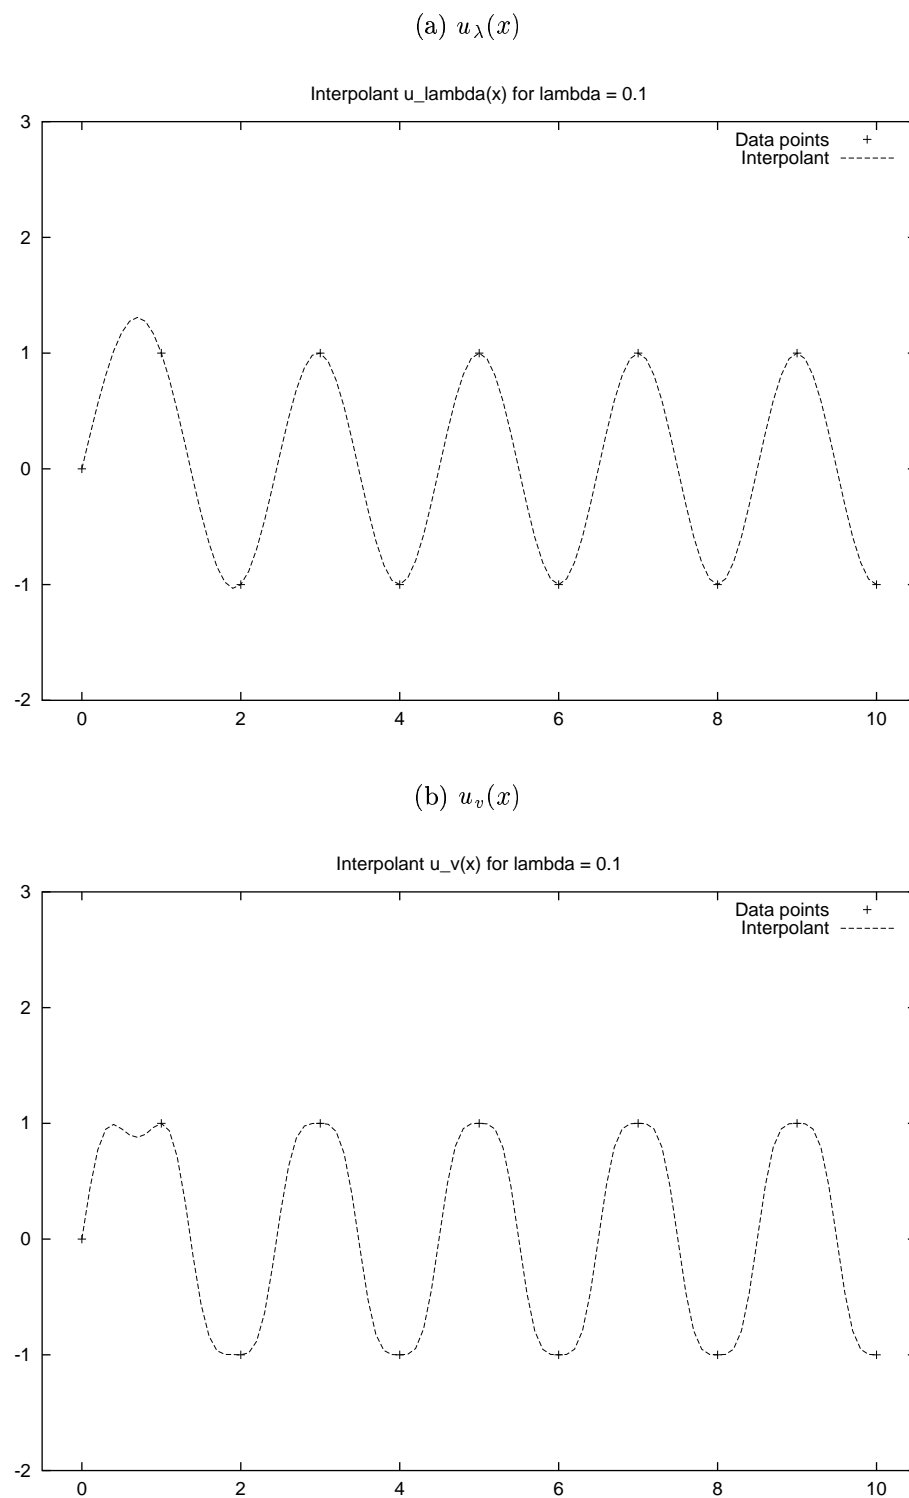 (a) u_λ(x)
Interpolant u_lambda(x) for lambda = 0.1
3
2
1
0
-1
-2
Data points
Interpolant
0 2 4 6 8 10
(b) u_v(x)
Interpolant u_v(x) for lambda = 0.1
3
2
1
0
-1
-2
Data points
Interpolant
0 2 4 6 8 10